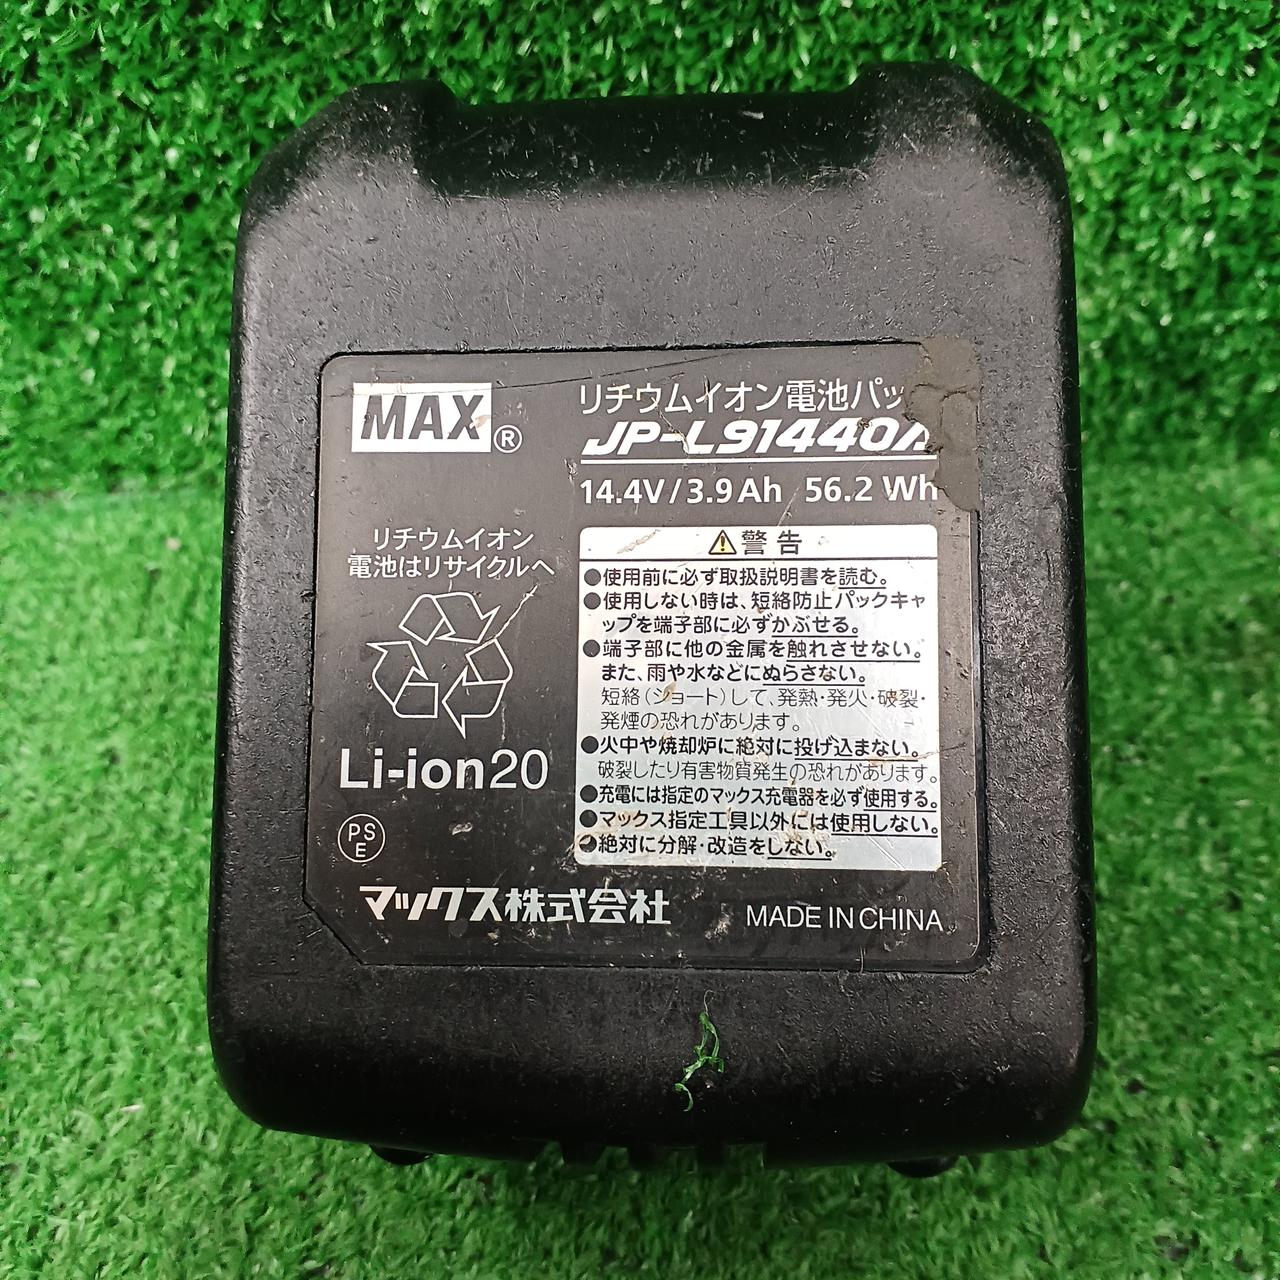 MAX®
リチウムイオン電池パッ
JP-L91440A
14.4V/3.9Ah 56.2 Wh
リチウムイオン
電池はリサイクルへ
Li-ion20
PS
E
⚠警告
●使用前に必ず取扱説明書を読む。
●使用しない時は、短絡防止パックキャ
ップを端子部に必ずかぶせる。
●端子部に他の金属を触れさせない。
また、雨や水などにぬらさない。
短絡(ショート)して、発熱・発火・破裂・
発煙の恐れがあります。
●火中や焼却炉に絶対に投げ込まない。
破裂したり有害物質発生の恐れがあります。
●充電には指定のマックス充電器を必ず使用する。
●マックス指定工具以外には使用しない。
●絶対に分解・改造をしない。
マックス株式会社
MADE IN CHINA